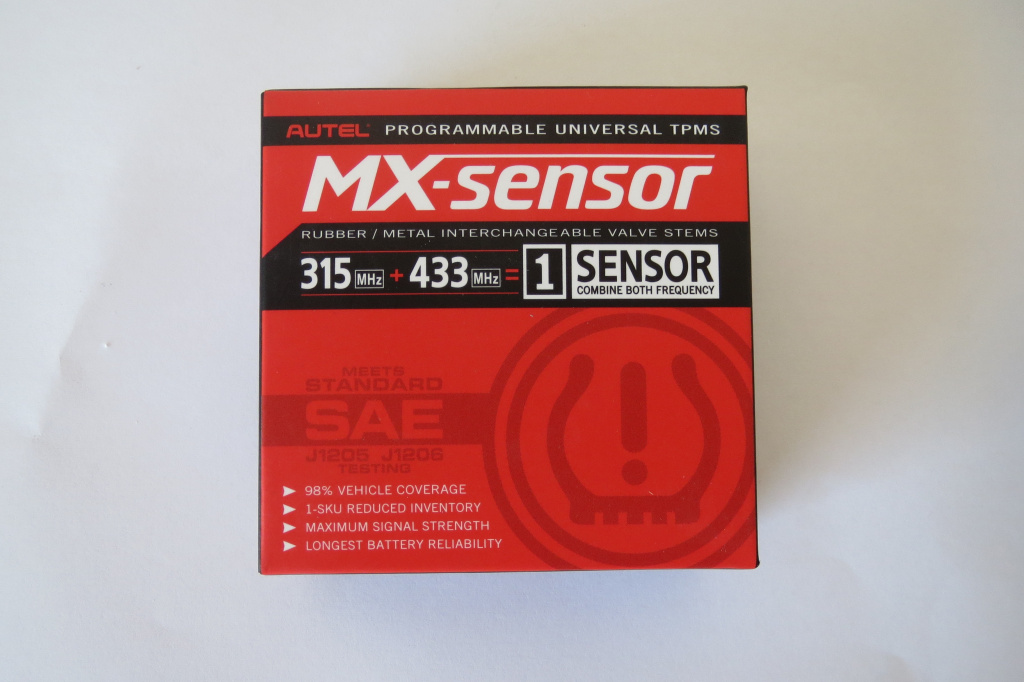 AUTEL PROGRAMMABLE UNIVERSAL TPMS
MX-sensor
RUBBER / METAL INTERCHANGEABLE VALVE STEMS
315 MHz + 433 MHz = 1 SENSOR
COMBINE BOTH FREQUENCY
MEETS
STANDARD
SAE
J1205 J1206
TESTING
98% VEHICLE COVERAGE
1-SKU REDUCED INVENTORY
MAXIMUM SIGNAL STRENGTH
LONGEST BATTERY RELIABILITY